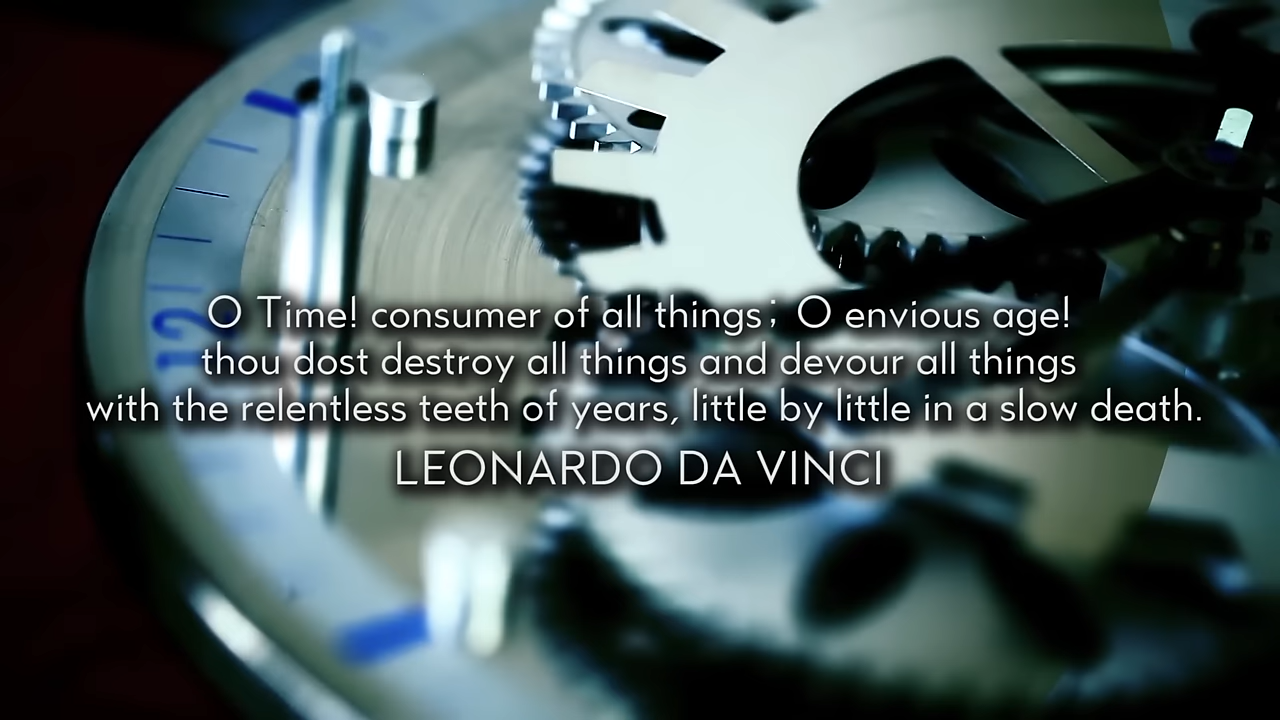 12
O Time! consumer of all things; O envious age!
thou dost destroy all things and devour all things
with the relentless teeth of years, little by little in a slow death.
LEONARDO DA VINCI